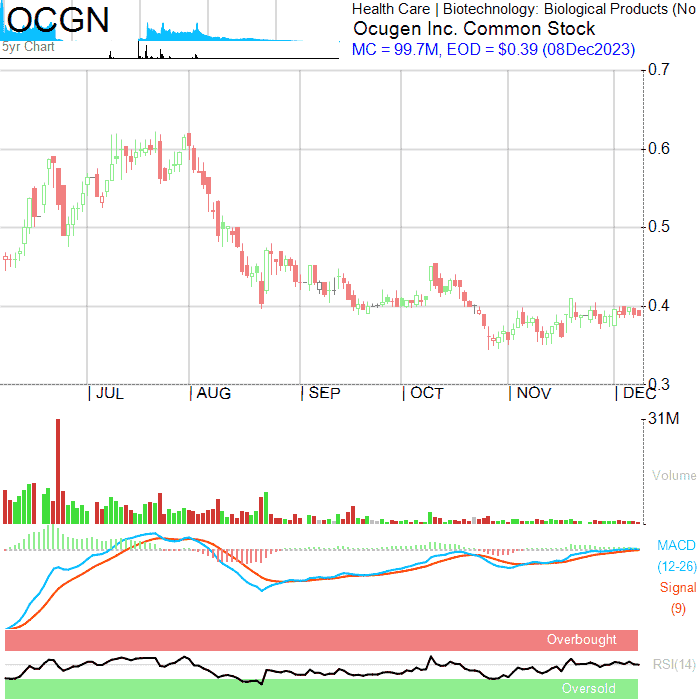 OCGN
5yr Chart
Health Care | Biotechnology: Biological Products (No
Ocugen Inc. Common Stock
MC = 99.7M, EOD = $0.39 (08Dec2023)
0.7
0.6
0.5
0.4
0.3
JUL AUG SEP OCT NOV DEC
31M
Volume
MACD
(12-26)
Signal
(9)
Overbought
RSI(14)
Oversold